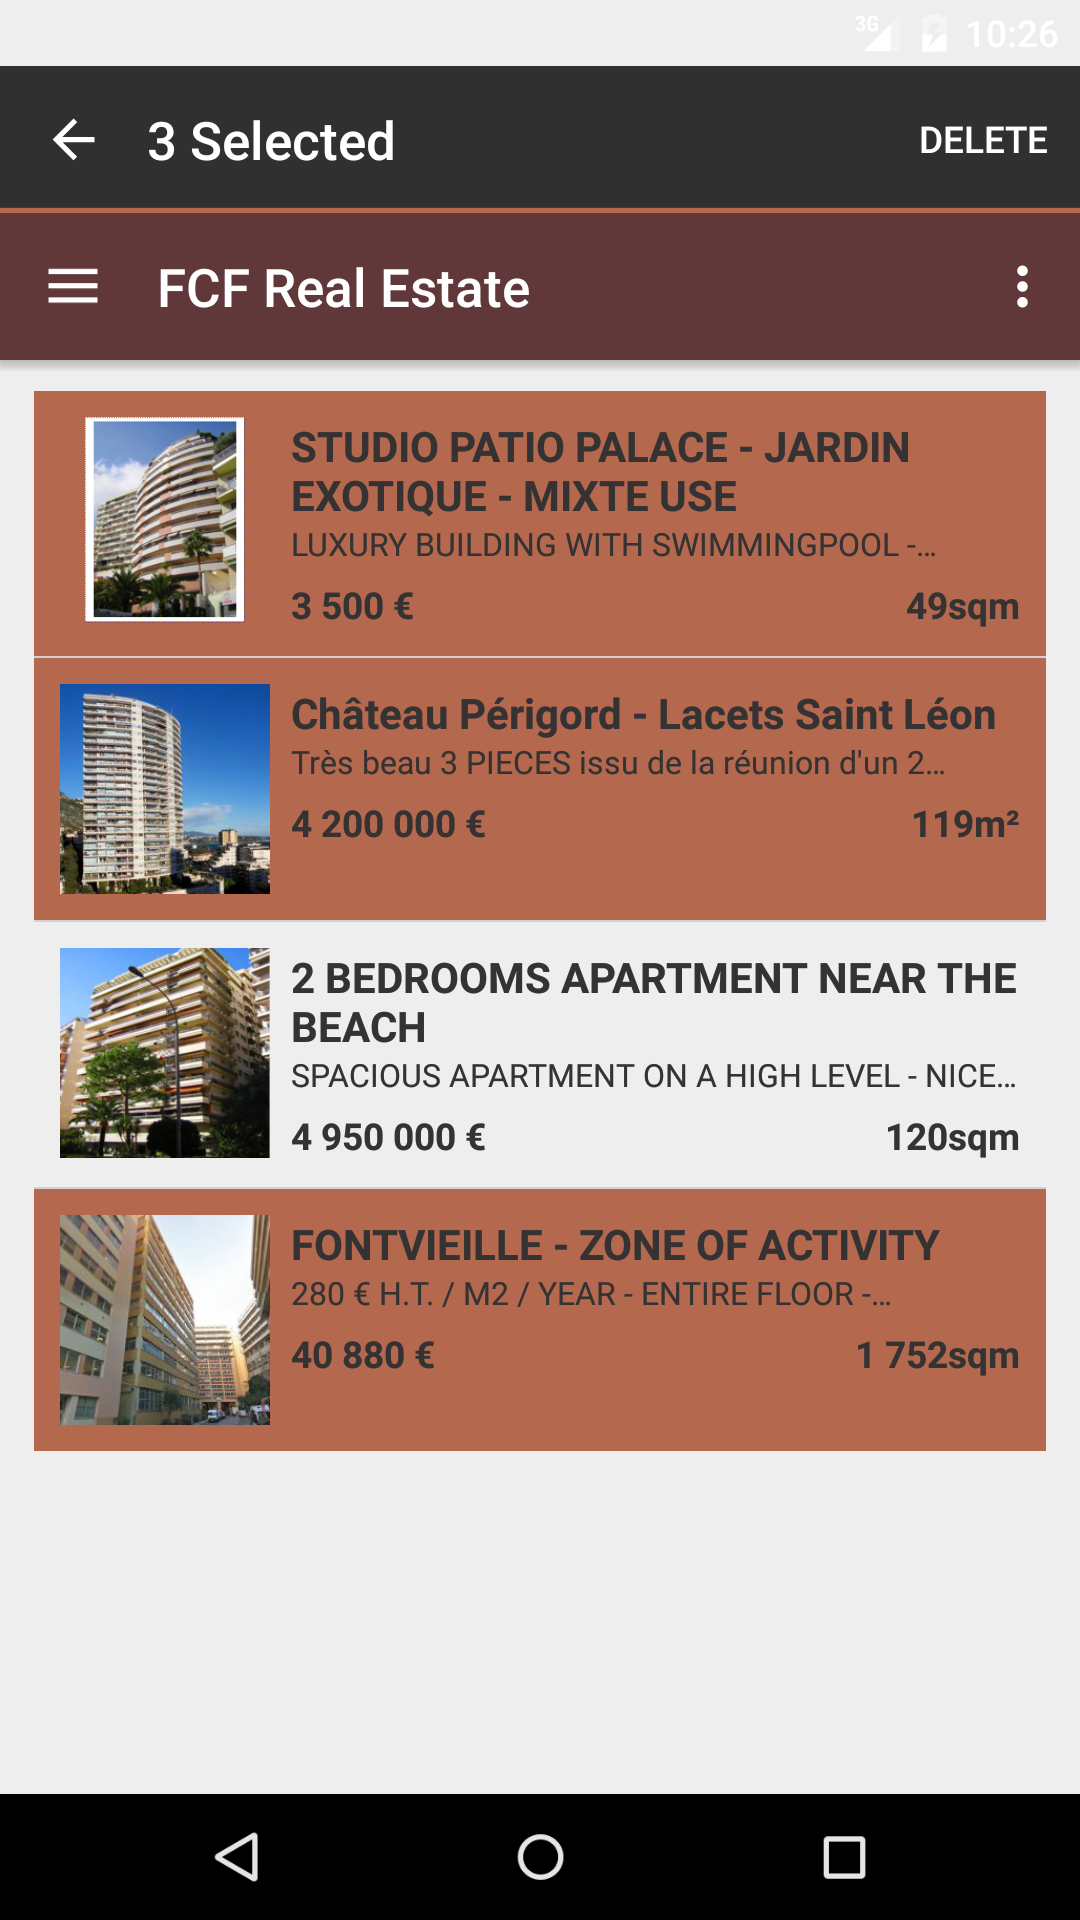 3G 10:26
3 Selected DELETE
FCF Real Estate
STUDIO PATIO PALACE - JARDIN
EXOTIQUE - MIXTE USE
LUXURY BUILDING WITH SWIMMINGPOOL -...
3 500 € 49sqm
Château Périgord - Lacets Saint Léon
Très beau 3 PIECES issu de la réunion d'un 2...
4 200 000 € 119m²
2 BEDROOMS APARTMENT NEAR THE
BEACH
SPACIOUS APARTMENT ON A HIGH LEVEL - NICE...
4 950 000 € 120sqm
FONTVIEILLE - ZONE OF ACTIVITY
280 € H.T. / M2 / YEAR - ENTIRE FLOOR -...
40 880 € 1 752sqm